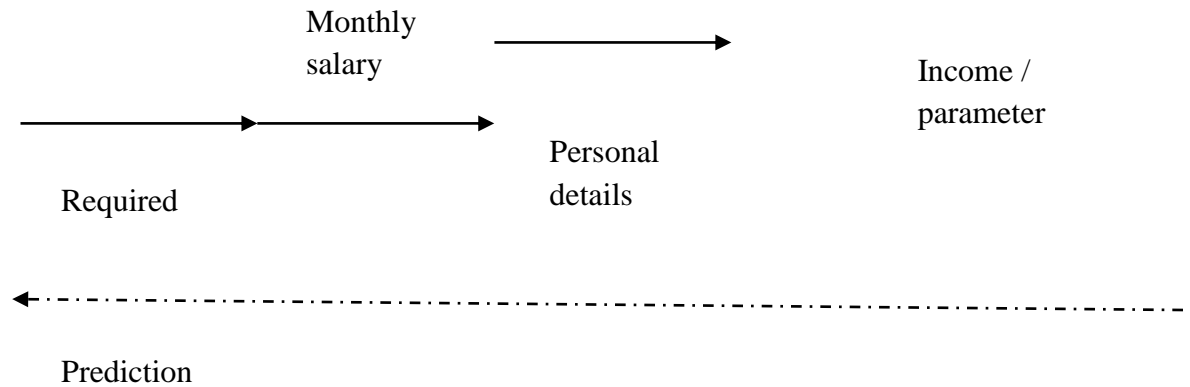 Monthly
salary
Income /
parameter
Personal
details
Required
Prediction